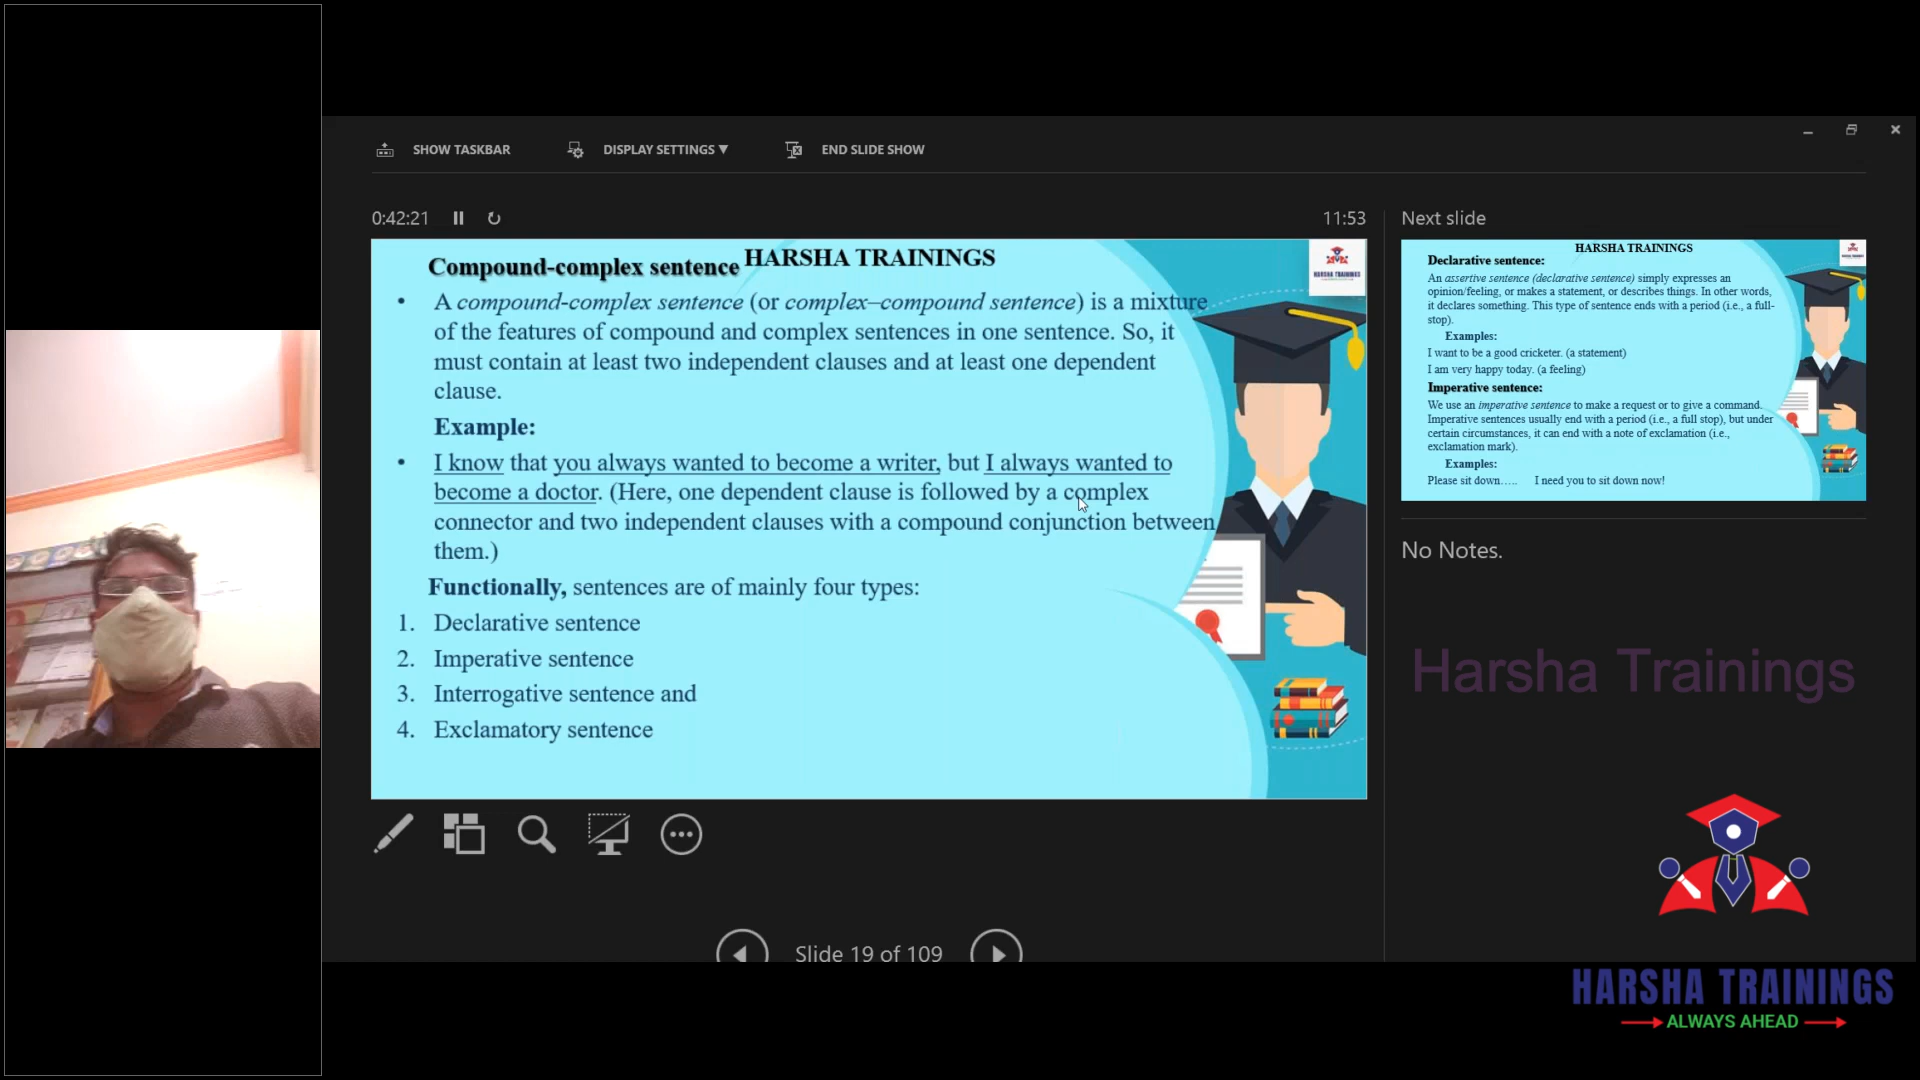 SHOW TASKBAR
DISPLAY SETTINGS ▼
END SLIDE SHOW
0:42:21
11:53
Compound-complex sentence
HARSHA TRAININGS
HARSHA TRAININGS
• A compound-complex sentence (or complex–compound sentence) is a mixture
of the features of compound and complex sentences in one sentence. So, it
must contain at least two independent clauses and at least one dependent
clause.
Example:
• I know that you always wanted to become a writer, but I always wanted to
become a doctor. (Here, one dependent clause is followed by a complex
connector and two independent clauses with a compound conjunction between
them.)
Functionally, sentences are of mainly four types:
1. Declarative sentence
2. Imperative sentence
3. Interrogative sentence and
4. Exclamatory sentence
Slide 19 of 109
Next slide
HARSHA TRAININGS
Declarative sentence:
An assertive sentence (declarative sentence) simply expresses an
opinion/feeling, or makes a statement, or describes things. In other words,
it declares something. This type of sentence ends with a period (i.e., a full-
stop).
Examples:
I want to be a good cricketer. (a statement)
I am very happy today. (a feeling)
Imperative sentence:
We use an imperative sentence to make a request or to give a command.
Imperative sentences usually end with a period (i.e., a full stop), but under
certain circumstances, it can end with a note of exclamation (i.e.,
exclamation mark).
Examples:
Please sit down….. I need you to sit down now!
No Notes.
Harsha Trainings
HARSHA TRAININGS
ALWAYS AHEAD